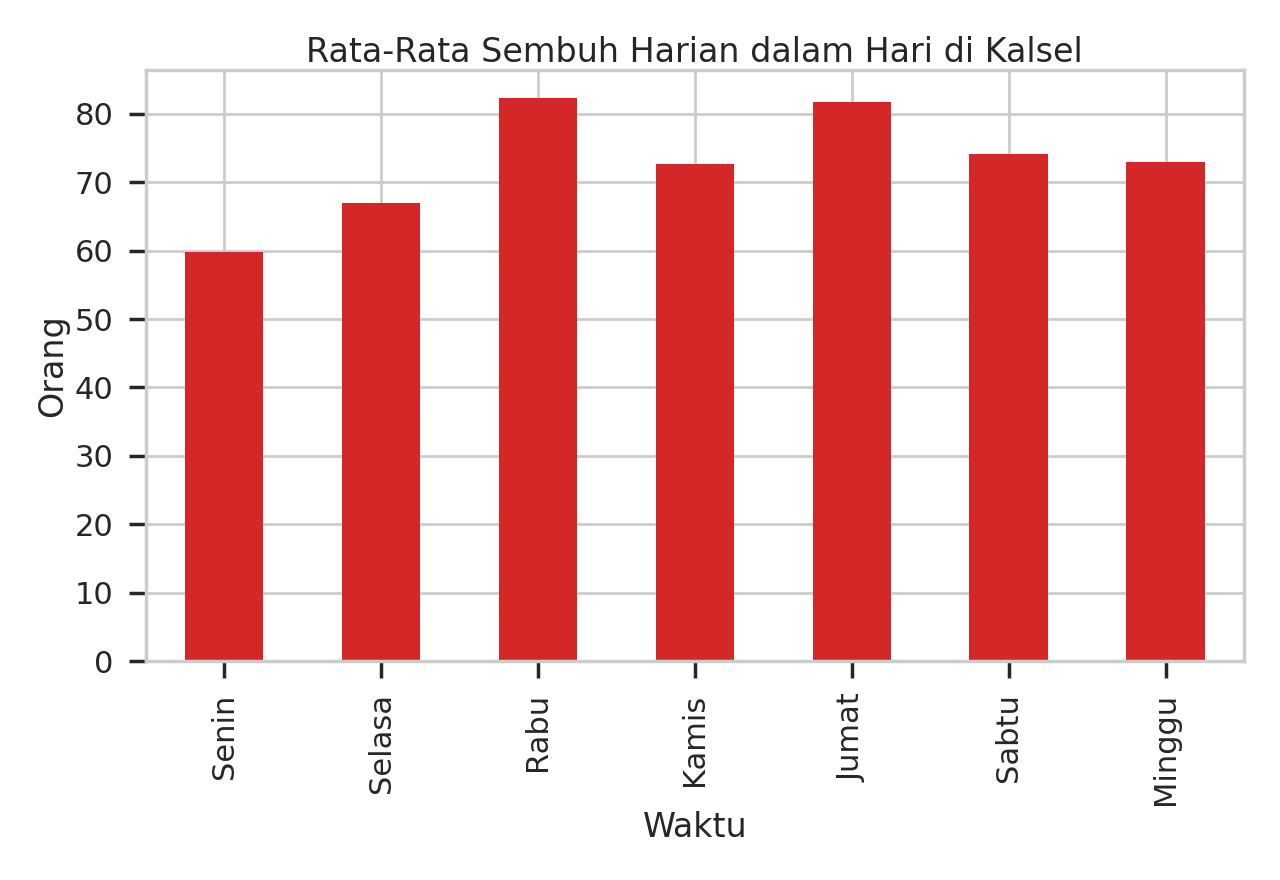 Rata-Rata Sembuh Harian dalam Hari di Kalsel
Orang
80
70
60
50
40
30
20
10
0
Senin
Selasa
Rabu
Kamis
Jumat
Sabtu
Minggu
Waktu